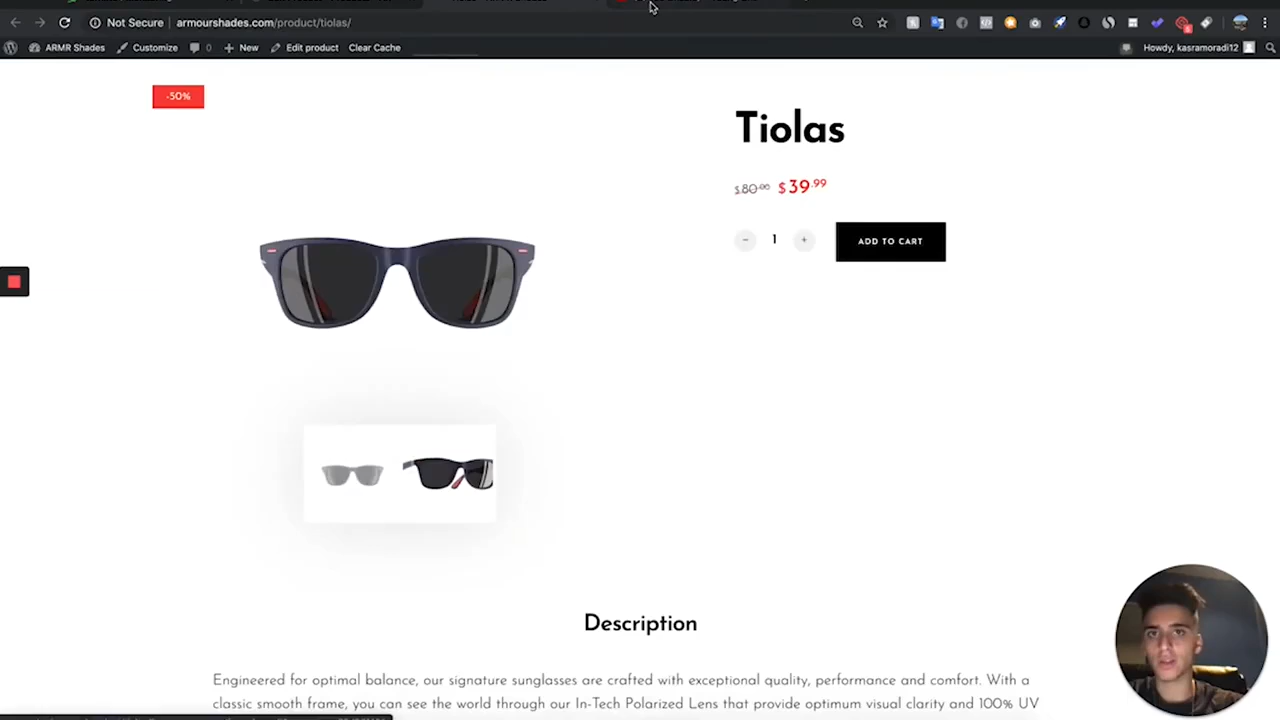 Not Secure
armourshades.com/product/tiolas/
ARMR Shades
Customize
0
New
Edit product
Clear Cache
Howdy, kasramoradi12
-50%
Tiolas
$80.00 $39.99
− 1 +
ADD TO CART
Description
Engineered for optimal balance, our signature sunglasses are crafted with exceptional quality, performance and comfort. With a
classic smooth frame, you can see the world through our In-Tech Polarized Lens that provide optimum visual clarity and 100% UV